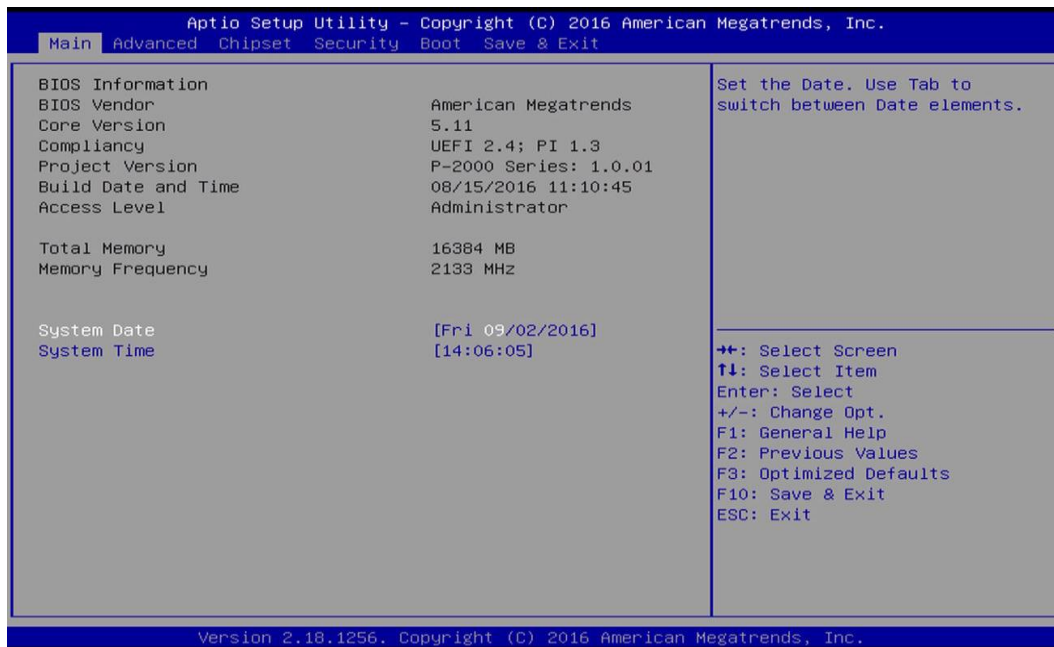 Aptio Setup Utility – Copyright (C) 2016 American Megatrends, Inc.
Main Advanced Chipset Security Boot Save & Exit
BIOS Information
BIOS Vendor American Megatrends
Core Version 5.11
Compliancy UEFI 2.4; PI 1.3
Project Version P-2000 Series: 1.0.01
Build Date and Time 08/15/2016 11:10:45
Access Level Administrator
Total Memory 16384 MB
Memory Frequency 2133 MHz
System Date [Fri 09/02/2016]
System Time [14:06:05]
Set the Date. Use Tab to
switch between Date elements.
→←: Select Screen
↑↓: Select Item
Enter: Select
+/-: Change Opt.
F1: General Help
F2: Previous Values
F3: Optimized Defaults
F10: Save & Exit
ESC: Exit
Version 2.18.1256. Copyright (C) 2016 American Megatrends, Inc.